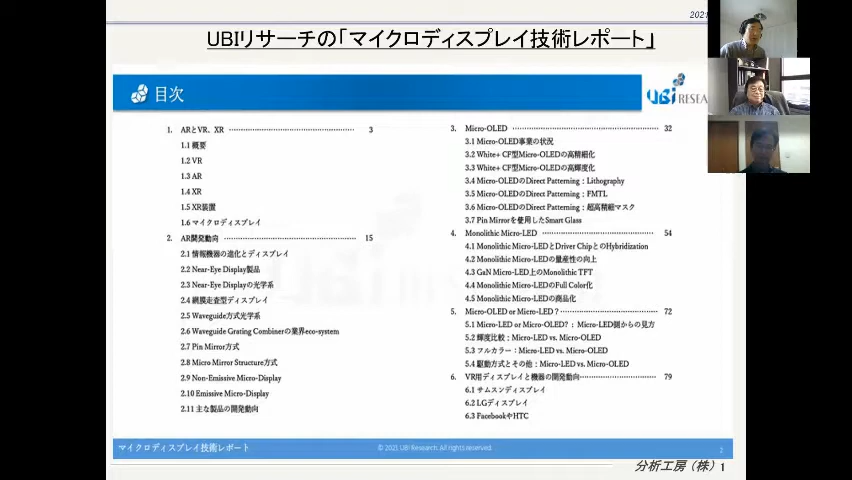 2021
UBIリサーチの「マイクロディスプレイ技術レポート」
目次
UBI RESEA
1. ARとVR、XR 3
1.1 概要
1.2 VR
1.3 AR
1.4 XR
1.5 XR装置
1.6 マイクロディスプレイ
2. AR開発動向 15
2.1 情報機器の進化とディスプレイ
2.2 Near-Eye Display製品
2.3 Near-Eye Displayの光学系
2.4 網膜走査型ディスプレイ
2.5 Waveguide方式光学系
2.6 Waveguide Grating Combinerの業界eco-system
2.7 Pin Mirror方式
2.8 Micro Mirror Structure方式
2.9 Non-Emissive Micro-Display
2.10 Emissive Micro-Display
2.11 主な製品の開発動向
3. Micro-OLED 32
3.1 Micro-OLED事業の状況
3.2 White+ CF型Micro-OLEDの高精細化
3.3 White+ CF型Micro-OLEDの高輝度化
3.4 Micro-OLEDのDirect Patterning：Lithography
3.5 Micro-OLEDのDirect Patterning：FMTL
3.6 Micro-OLEDのDirect Patterning：超高精細マスク
3.7 Pin Mirrorを使用したSmart Glass
4. Monolithic Micro-LED 54
4.1 Monolithic Micro-LEDとDriver ChipとのHybridization
4.2 Monolithic Micro-LEDの量産性の向上
4.3 GaN Micro-LED上のMonolithic TFT
4.4 Monolithic Micro-LEDのFull Color化
4.5 Monolithic Micro-LEDの商品化
5. Micro-OLED or Micro-LED？ 72
5.1 Micro-LED or Micro-OLED?：Micro-LED側からの見方
5.2 輝度比較：Micro-LED vs. Micro-OLED
5.3 フルカラー：Micro-LED vs. Micro-OLED
5.4 駆動方式とその他：Micro-LED vs. Micro-OLED
6. VR用ディスプレイと機器の開発動向 79
6.1 サムスンディスプレイ
6.2 LGディスプレイ
6.3 FacebookやHTC
マイクロディスプレイ技術レポート © 2021 UBI Research. All rights reserved. 2
分析工房（株） 1